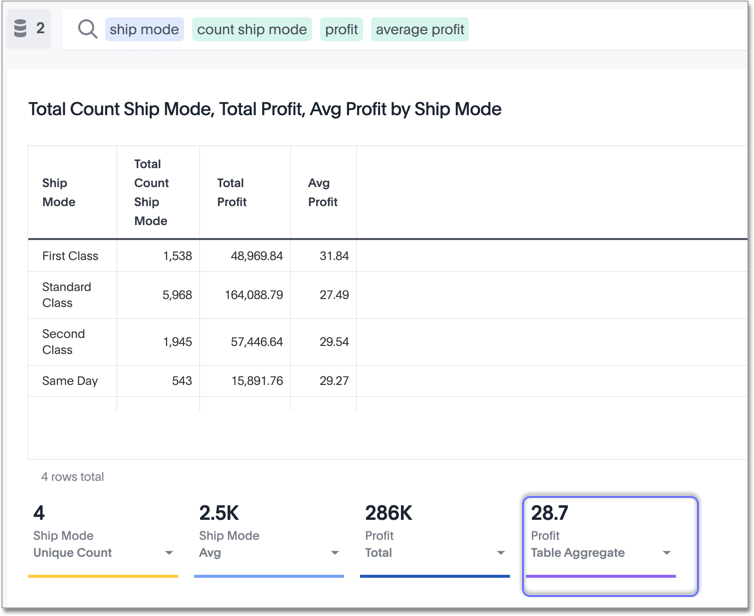 2 ship mode count ship mode profit average profit
Total Count Ship Mode, Total Profit, Avg Profit by Ship Mode
Ship Mode Total Count Ship Mode Total Profit Avg Profit
First Class 1,538 48,969.84 31.84
Standard Class 5,968 164,088.79 27.49
Second Class 1,945 57,446.64 29.54
Same Day 543 15,891.76 29.27
4 rows total
4 2.5K 286K 28.7
Ship Mode Ship Mode Profit Profit
Unique Count Avg Total Table Aggregate